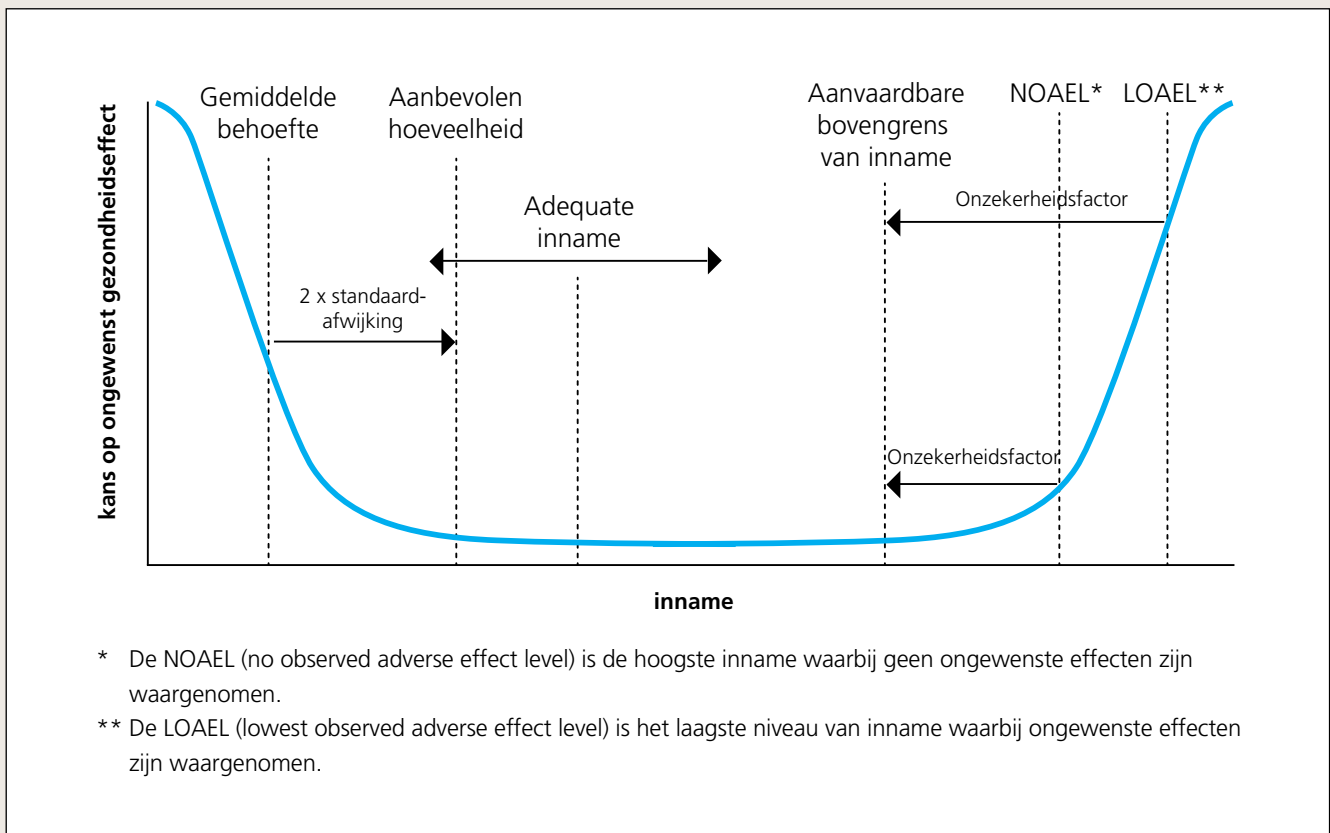 kans op ongewenst gezondheidseffect
Gemiddelde
behoefte
Aanbevolen
hoeveelheid
Adequate
inname
2 x standaard-
afwijking
Aanvaardbare
bovengrens
van inname
NOAEL*
LOAEL**
Onzekerheidsfactor
Onzekerheidsfactor
inname
* De NOAEL (no observed adverse effect level) is de hoogste inname waarbij geen ongewenste effecten zijn
waargenomen.
** De LOAEL (lowest observed adverse effect level) is het laagste niveau van inname waarbij ongewenste effecten
zijn waargenomen.